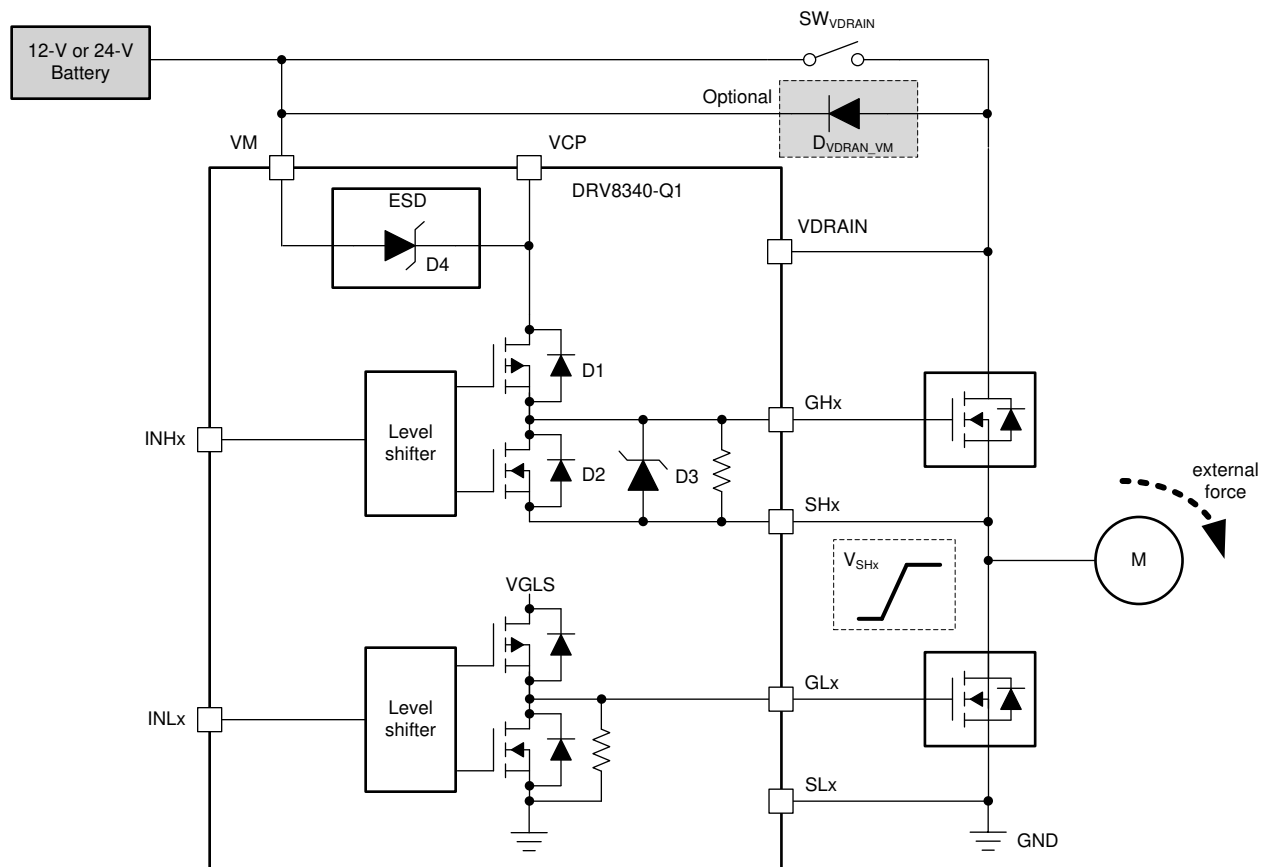 SWVDRAIN
12-V or 24-V
Battery
Optional
DVDRAN_VM
VM
VCP
DRV8340-Q1
ESD
D4
VDRAIN
D1
GHx
INHx
Level
shifter
D2
D3
SHx
external
force
M
VSHx
VGLS
GLx
INLx
Level
shifter
SLx
GND